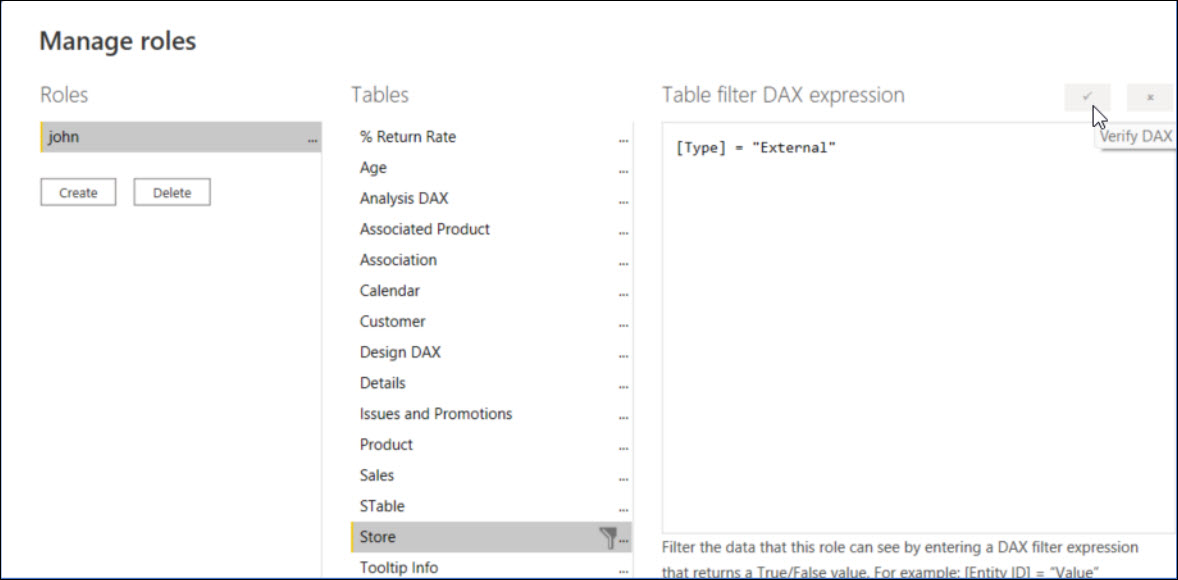 Manage roles
Roles
Tables
Table filter DAX expression
✓
×
Verify DAX
john
...
Create
Delete
% Return Rate
...
Age
...
Analysis DAX
...
Associated Product
...
Association
...
Calendar
...
Customer
...
Design DAX
...
Details
...
Issues and Promotions
...
Product
...
Sales
...
STable
...
Store
...
Tooltip Info
...
[Type] = "External"
Filter the data that this role can see by entering a DAX filter expression
that returns a True/False value. For example: [Entity ID] = "Value"